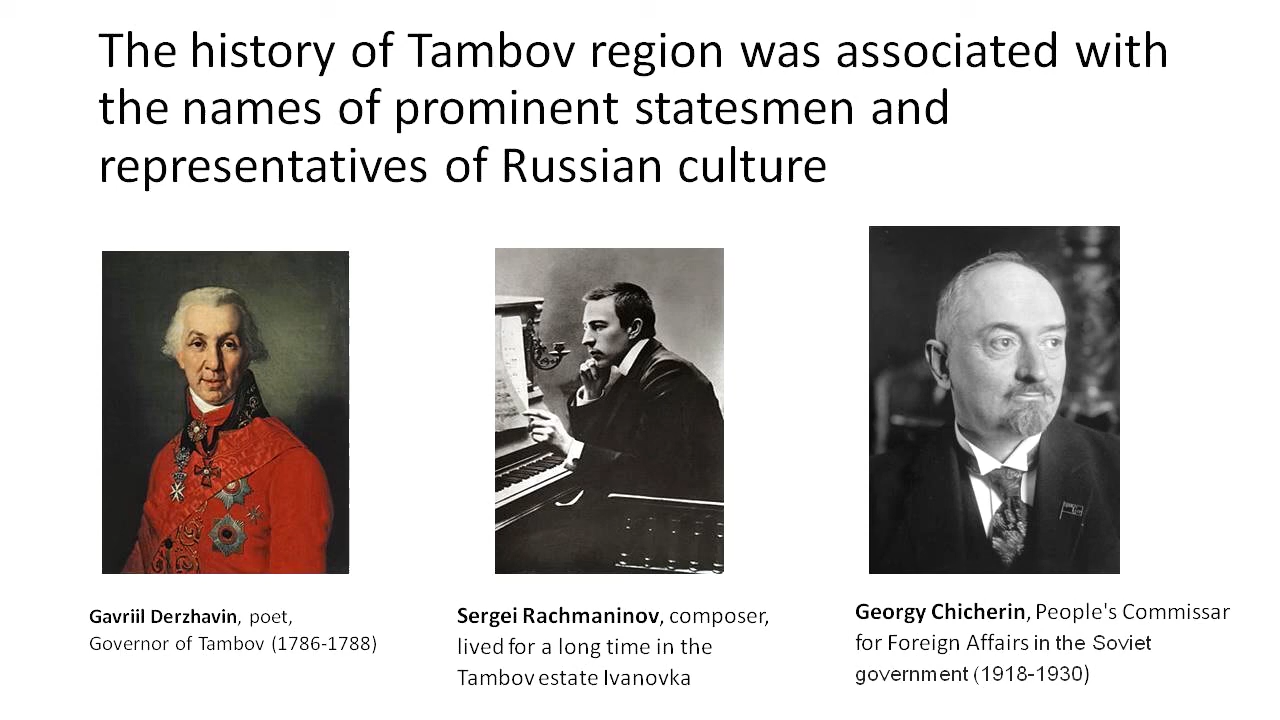 The history of Tambov region was associated with
the names of prominent statesmen and
representatives of Russian culture
Gavriil Derzhavin, poet,
Governor of Tambov (1786-1788)
Sergei Rachmaninov, composer,
lived for a long time in the
Tambov estate Ivanovka
Georgy Chicherin, People's Commissar
for Foreign Affairs in the Soviet
government (1918-1930)